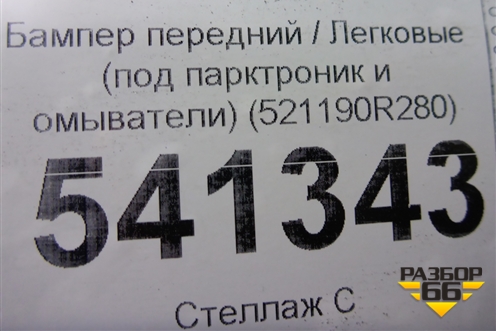 Бампер передний / Легковые
(под парктроник и
омыватели) (521190R280)
541343
Стеллаж С
РАЗБОР
66